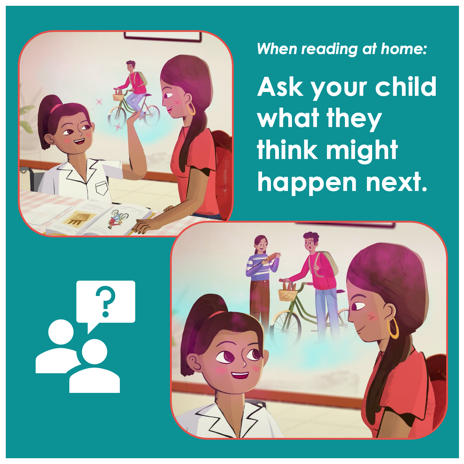 When reading at home:
Ask your child
what they
think might
happen next.
?